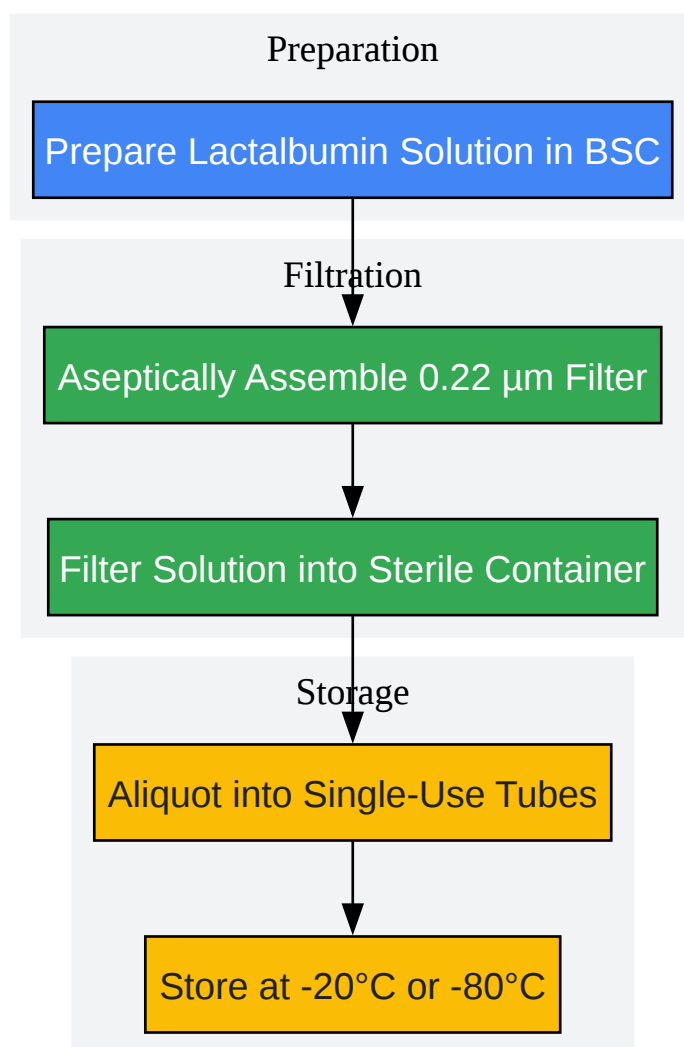 Preparation
Prepare Lactalbumin Solution in BSC
Filtration
Aseptically Assemble 0.22 µm Filter
Filter Solution into Sterile Container
Storage
Aliquot into Single-Use Tubes
Store at -20°C or -80°C